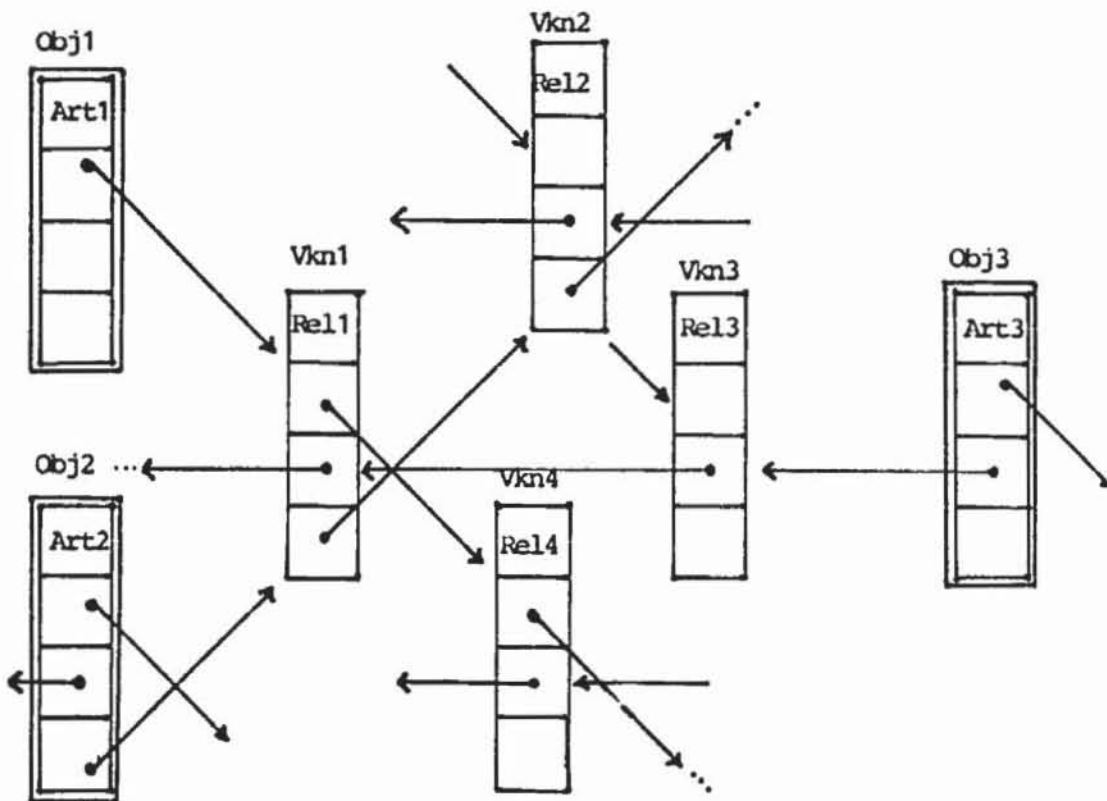 Obj1
Art1
Vkn2
Rel2
Vkn1
Rel1
Vkn3
Rel3
Obj3
Art3
Obj2
Art2
Vkn4
Rel4